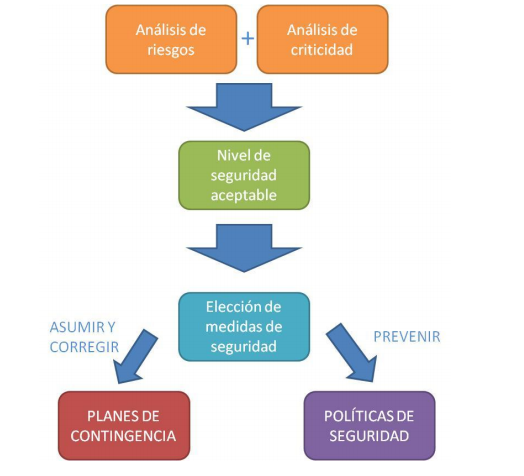 Análisis de
riesgos
+
Análisis de
criticidad
Nivel de
seguridad
aceptable
Elección de
medidas de
seguridad
ASUMIR Y
CORREGIR
PREVENIR
PLANES DE
CONTINGENCIA
POLÍTICAS DE
SEGURIDAD